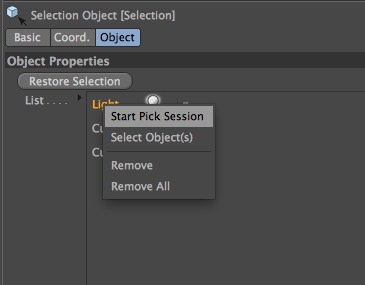 Selection Object [Selection]
Basic Coord. Object
Object Properties
Restore Selection
List . . . . Light
Start Pick Session
Cu
Select Object(s)
Cu
Remove
Remove All